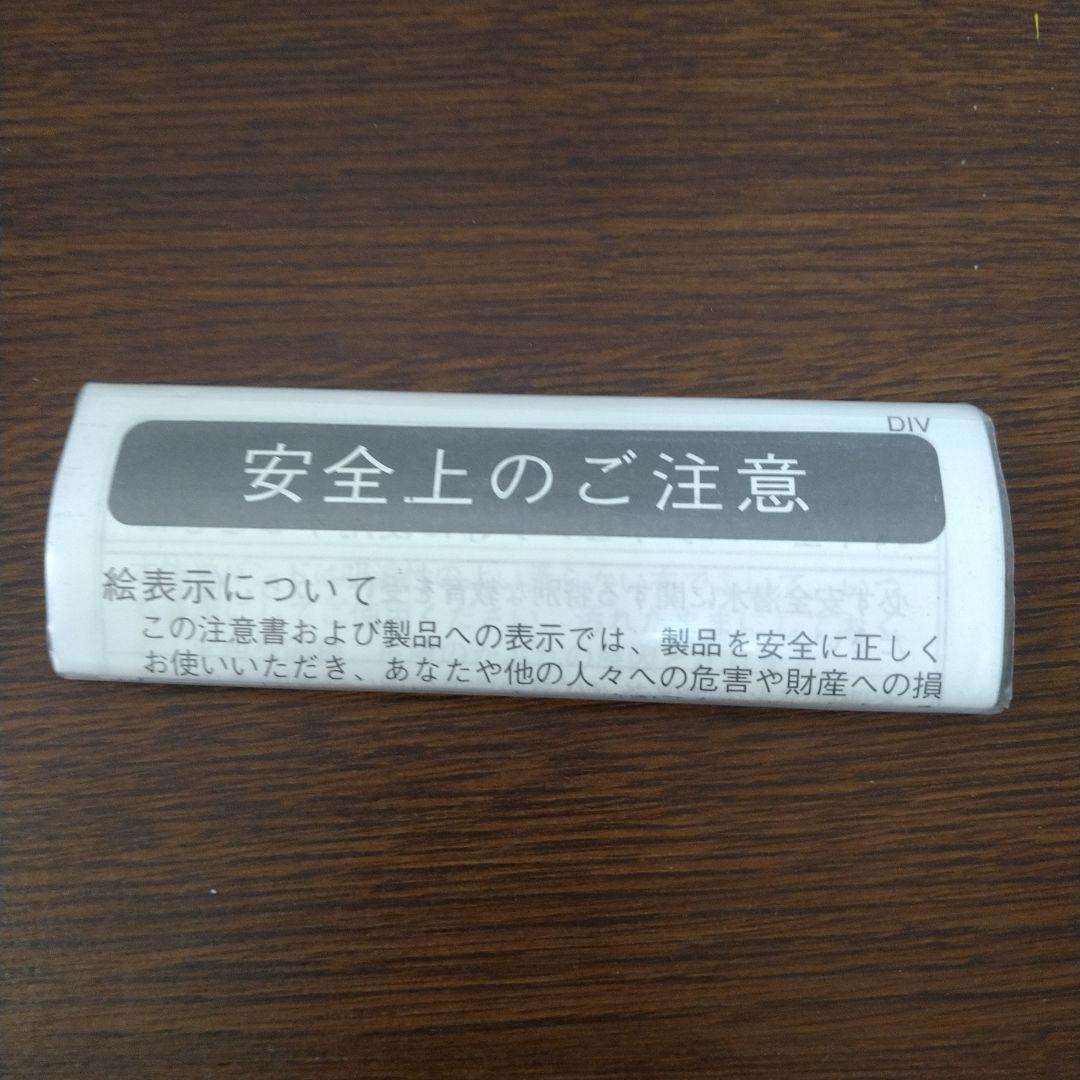 DIV
安全上のご注意
絵表示について
この注意書および製品への表示では、製品を安全に正しく
お使いいただき、あなたや他の人々への危害や財産への損